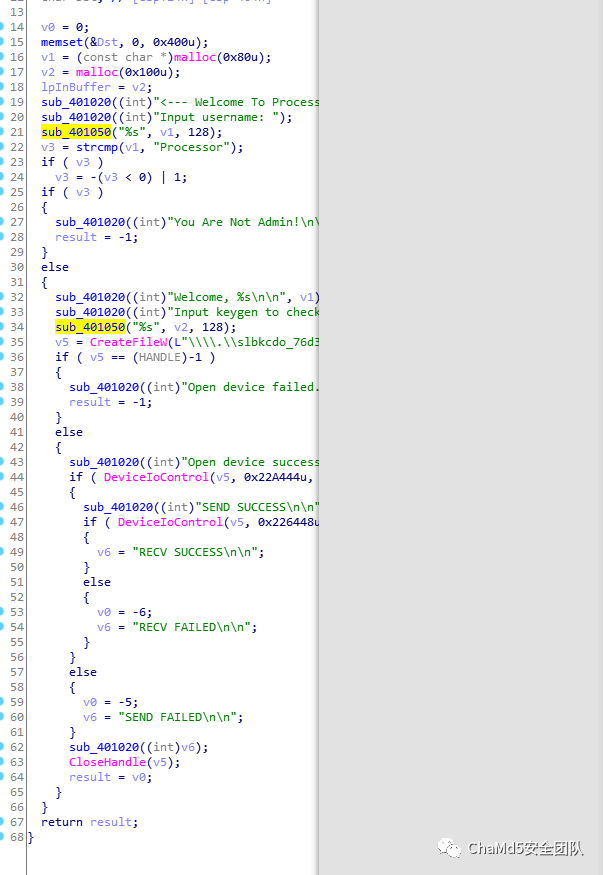 13
14 v0 = 0;
15 memset(&Dst, 0, 0x400u);
16 v1 = (const char *)malloc(0x80u);
17 v2 = malloc(0x100u);
18 lpInBuffer = v2;
19 sub_401020((int)"<--- Welcome To Process
20 sub_401020((int)"Input username: ");
21 sub_401050("%s", v1, 128);
22 v3 = strcmp(v1, "Processor");
23 if ( v3 )
24 v3 = -(v3 < 0) | 1;
25 if ( v3 )
26 {
27 sub_401020((int)"You Are Not Admin!\n\
28 result = -1;
29 }
30 else
31 {
32 sub_401020((int)"Welcome, %s\n\n", v1)
33 sub_401020((int)"Input keygen to check
34 sub_401050("%s", v2, 128);
35 v5 = CreateFileW(L"\\\\.\\slbkcdo_76d3
36 if ( v5 == (HANDLE)-1 )
37 {
38 sub_401020((int)"Open device failed.
39 result = -1;
40 }
41 else
42 {
43 sub_401020((int)"Open device success
44 if ( DeviceIoControl(v5, 0x22A444u,
45 {
46 sub_401020((int)"SEND SUCCESS\n\n"
47 if ( DeviceIoControl(v5, 0x226448u
48 {
49 v6 = "RECV SUCCESS\n\n";
50 }
51 else
52 {
53 v0 = -6;
54 v6 = "RECV FAILED\n\n";
55 }
56 }
57 else
58 {
59 v0 = -5;
60 v6 = "SEND FAILED\n\n";
61 }
62 sub_401020((int)v6);
63 CloseHandle(v5);
64 result = v0;
65 }
66 }
67 return result;
68 }
ChaMd5安全团队